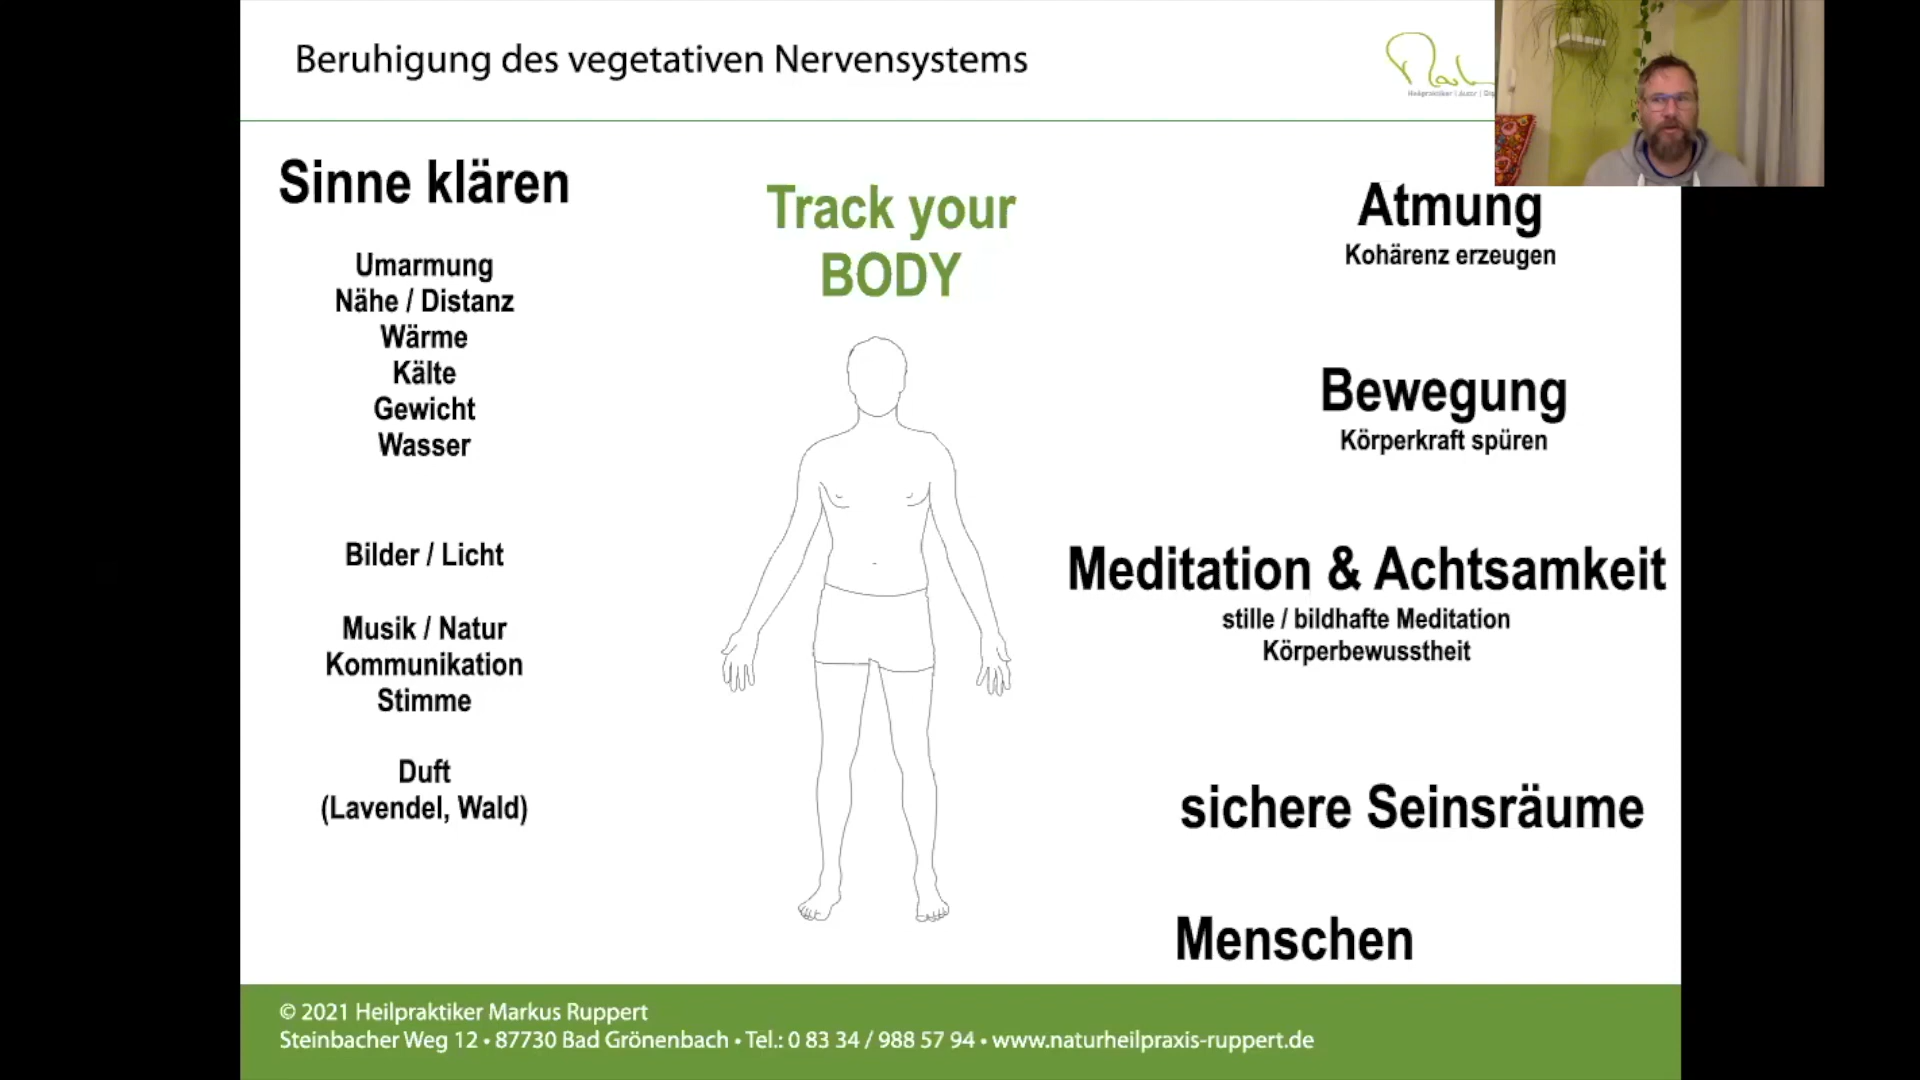 Beruhigung des vegetativen Nervensystems
Heilpraktiker | Autor |
Sinne klären
Umarmung
Nähe / Distanz
Wärme
Kälte
Gewicht
Wasser
Bilder / Licht
Musik / Natur
Kommunikation
Stimme
Duft
(Lavendel, Wald)
Track your
BODY
Atmung
Kohärenz erzeugen
Bewegung
Körperkraft spüren
Meditation & Achtsamkeit
stille / bildhafte Meditation
Körperbewusstheit
sichere Seinsräume
Menschen
© 2021 Heilpraktiker Markus Ruppert
Steinbacher Weg 12 • 87730 Bad Grönenbach • Tel.: 0 83 34 / 988 57 94 • www.naturheilpraxis-ruppert.de